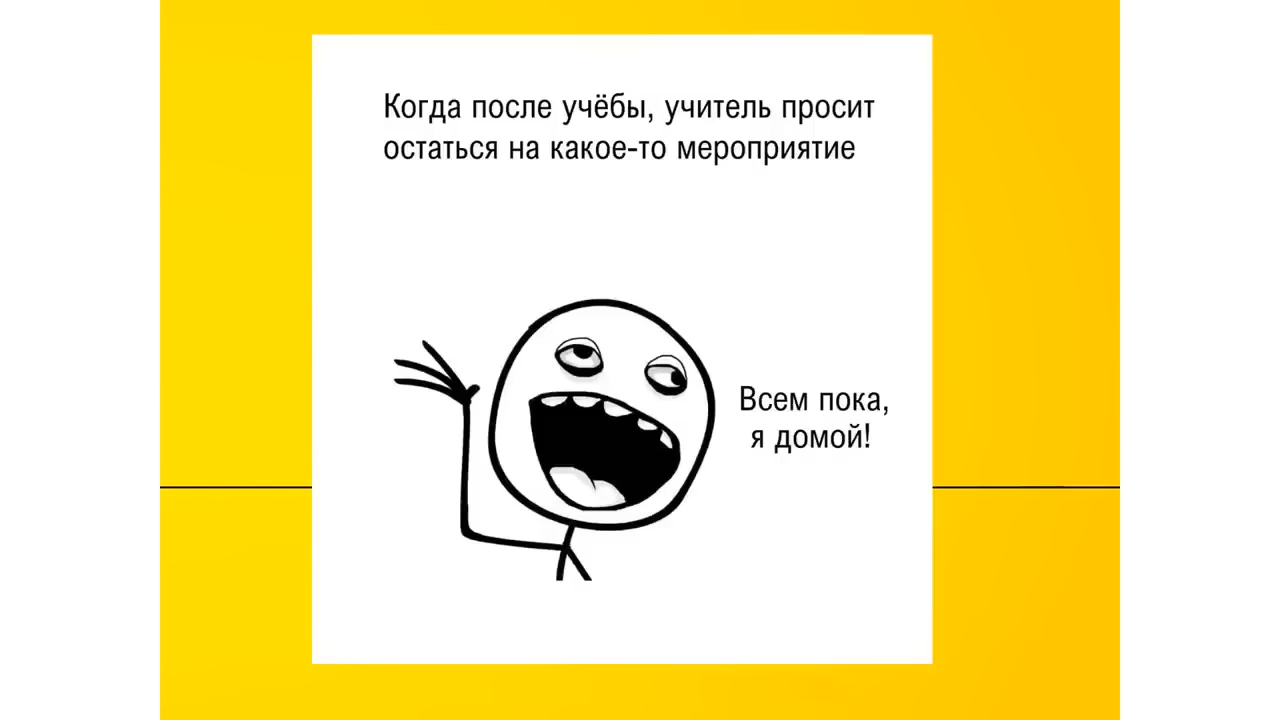 Когда после учёбы, учитель просит
остаться на какое-то мероприятие
Всем пока,
я домой!